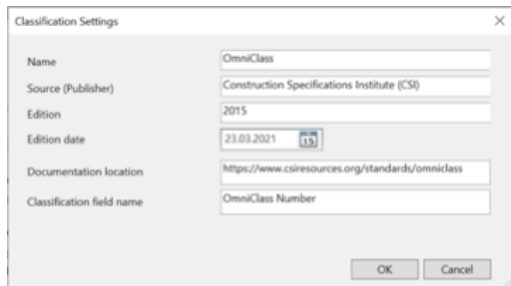 Classification Settings
Name OmniClass
Source (Publisher) Construction Specifications Institute (CSI)
Edition 2015
Edition date 23.03.2021 15
Documentation location https://www.csiresources.org/standards/omniclass
Classification field name OmniClass Number
OK Cancel